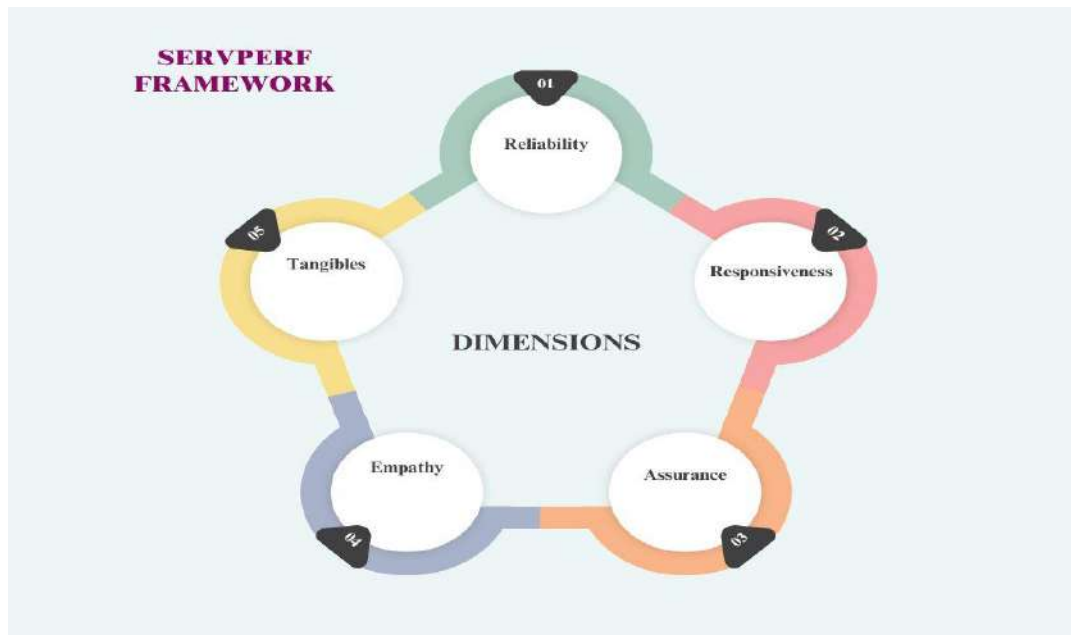 SERVPERF
FRAMEWORK
01
Reliability
02
Responsiveness
05
Tangibles
DIMENSIONS
Empathy
04
Assurance
03